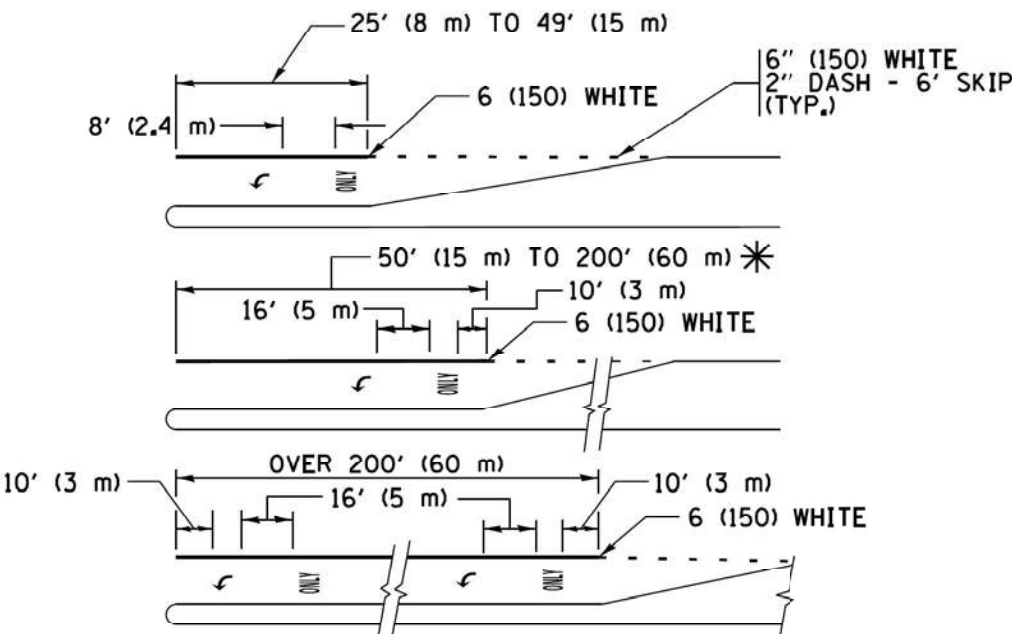 25' (8 m) TO 49' (15 m)
6" (150) WHITE
2" DASH - 6' SKIP
(TYP.)
6 (150) WHITE
8' (2.4 m)
ONLY
50' (15 m) TO 200' (60 m) *
16' (5 m)
10' (3 m)
6 (150) WHITE
ONLY
OVER 200' (60 m)
10' (3 m)
16' (5 m)
10' (3 m)
6 (150) WHITE
ONLY
ONLY